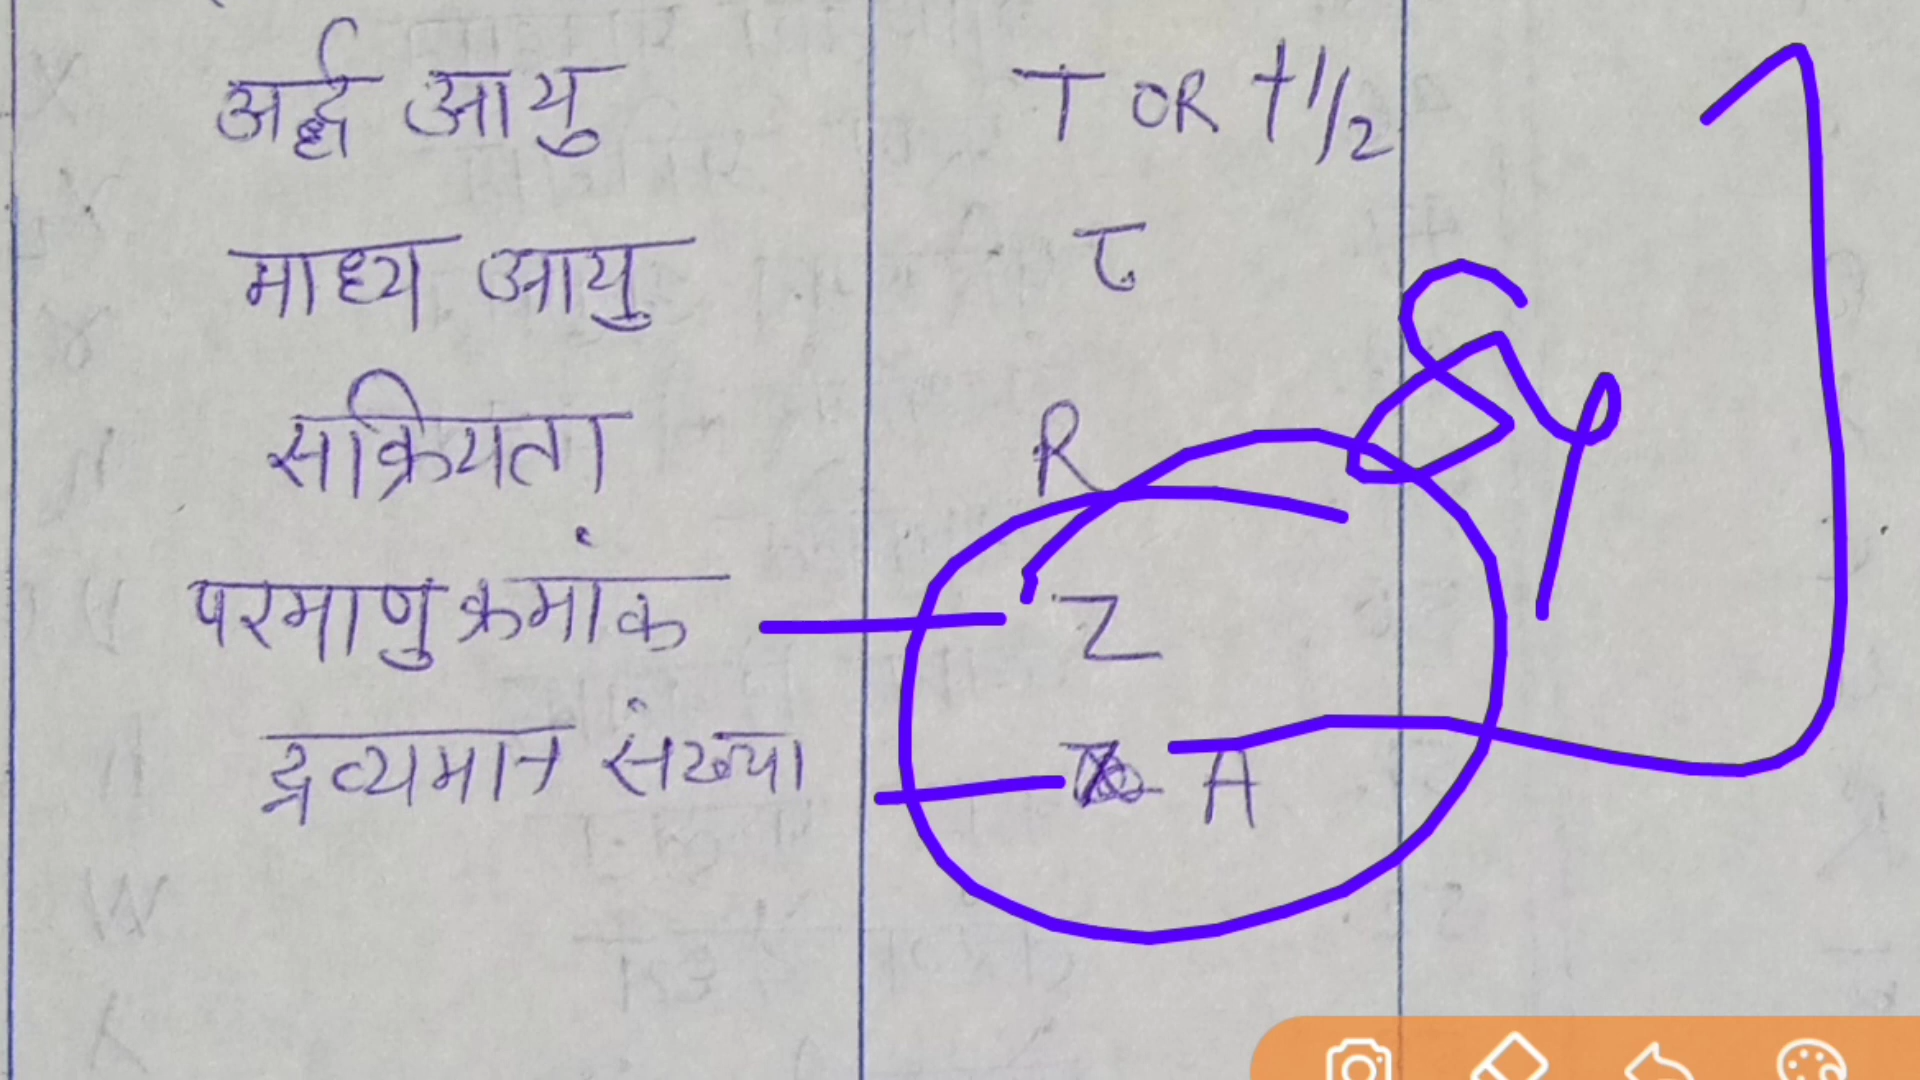 अर्द्ध आयु T OR t1/2
माध्य आयु τ
सक्रियता R
परमाणु क्रमांक Z
द्रव्यमान संख्या A